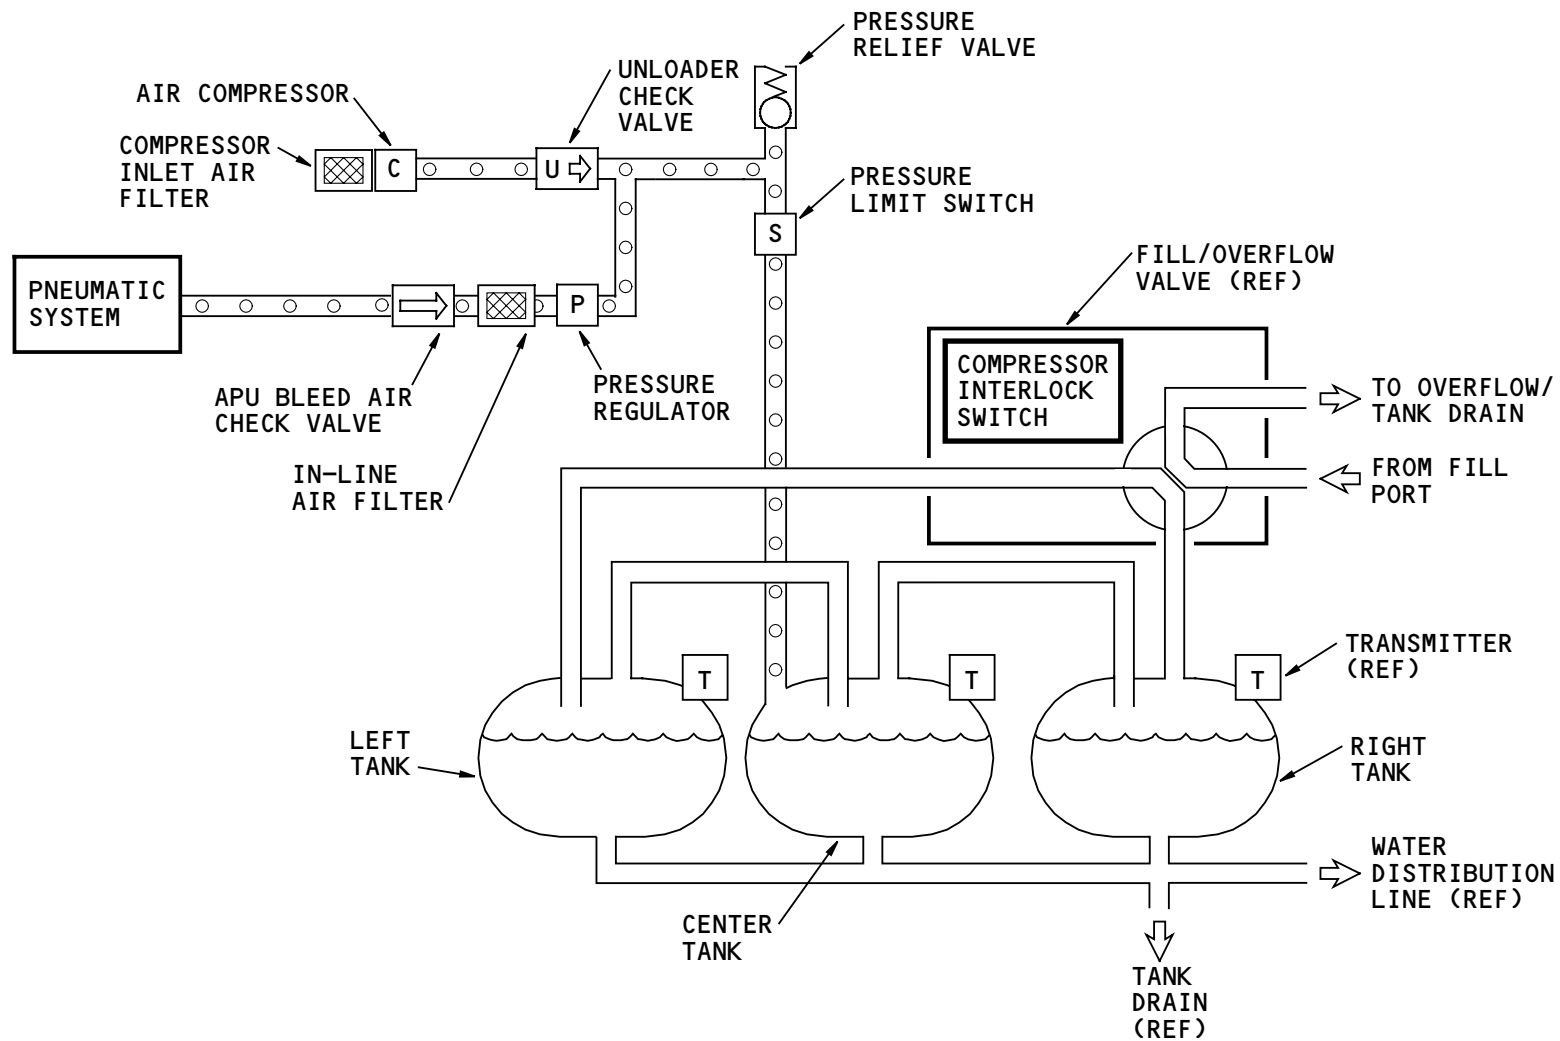 PRESSURE
RELIEF VALVE
UNLOADER
CHECK
VALVE
AIR COMPRESSOR
COMPRESSOR
INLET AIR
FILTER
C
U
PRESSURE
LIMIT SWITCH
S
FILL/OVERFLOW
VALVE (REF)
PNEUMATIC
SYSTEM
P
COMPRESSOR
INTERLOCK
SWITCH
APU BLEED AIR
CHECK VALVE
PRESSURE
REGULATOR
TO OVERFLOW/
TANK DRAIN
IN-LINE
AIR FILTER
FROM FILL
PORT
TRANSMITTER
(REF)
T
T
T
LEFT
TANK
RIGHT
TANK
WATER
DISTRIBUTION
LINE (REF)
CENTER
TANK
TANK
DRAIN
(REF)